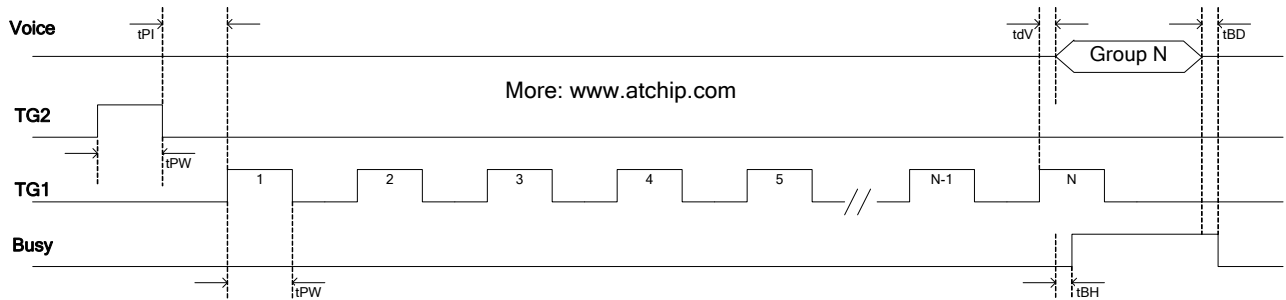 Voice
tPI
tdV
tBD
Group N
More: www.atchip.com
TG2
tPW
TG1
1
2
3
4
5
N-1
N
Busy
tPW
tBH